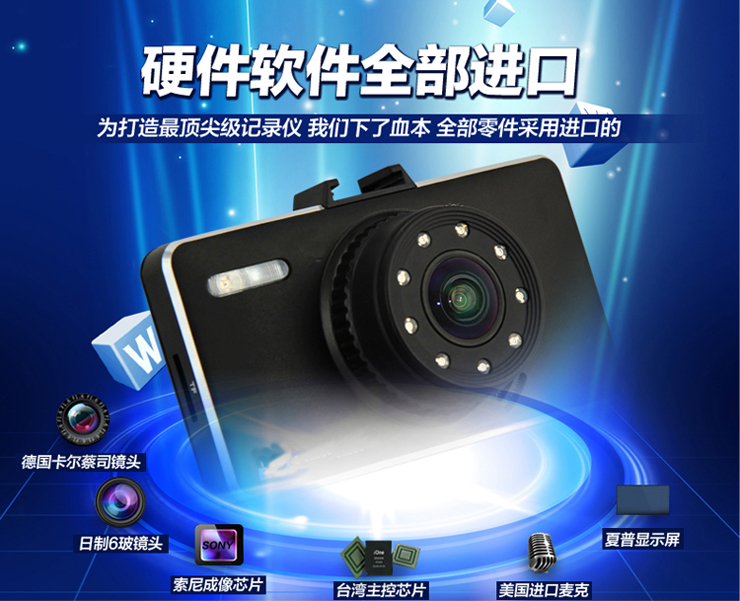 硬件软件全部进口
为打造最顶尖级记录仪 我们下了血本 全部零件采用进口的
W
W
TF
德国卡尔蔡司镜头
日制6玻镜头
SONY
索尼成像芯片
iOne
台湾主控芯片
美国进口麦克
夏普显示屏